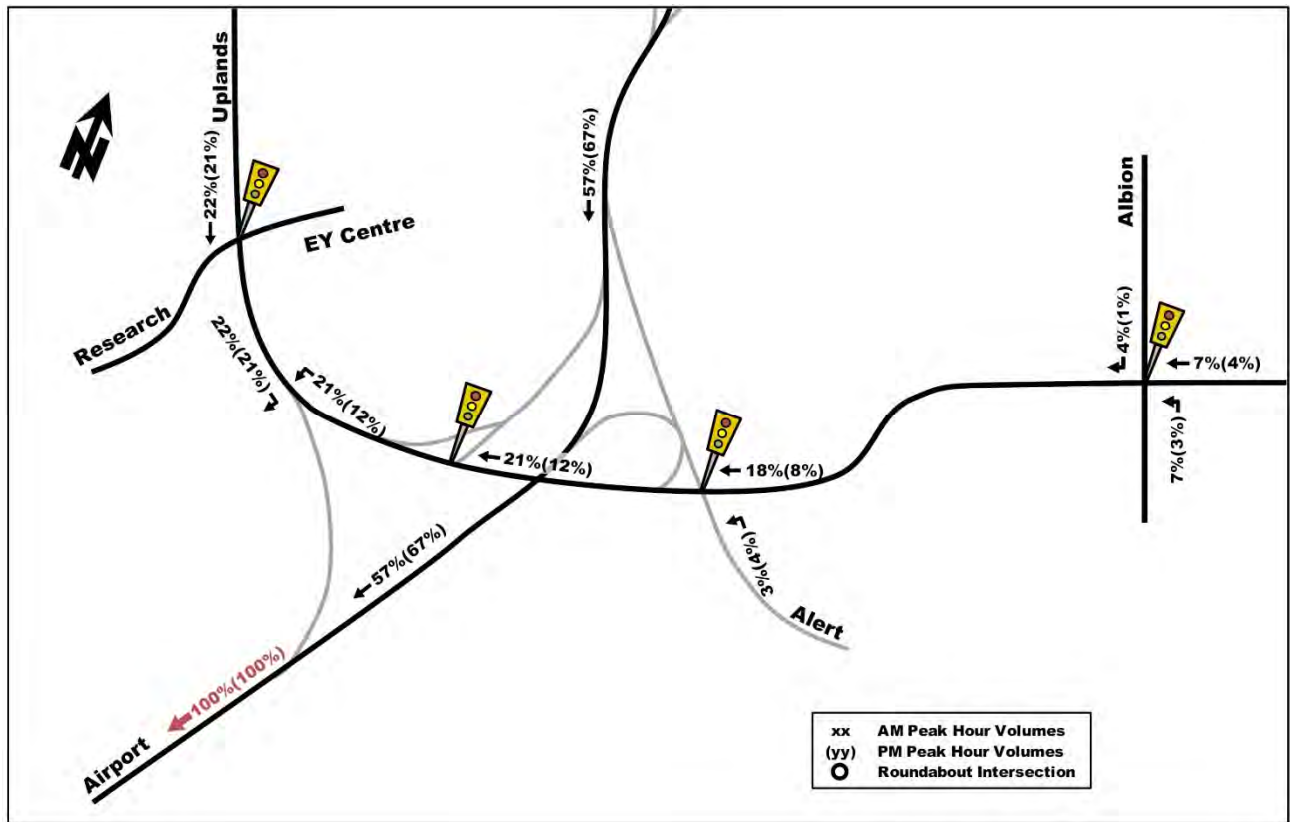 Uplands
22%(21%)
EY Centre
Research
57%(67%)
Albion
4%(1%)
7%(4%)
7%(3%)
22%(21%)
21%(12%)
21%(12%)
18%(8%)
3%(4%)
Alert
57%(67%)
100%(100%)
Airport
xx AM Peak Hour Volumes
(yy) PM Peak Hour Volumes
Roundabout Intersection
N